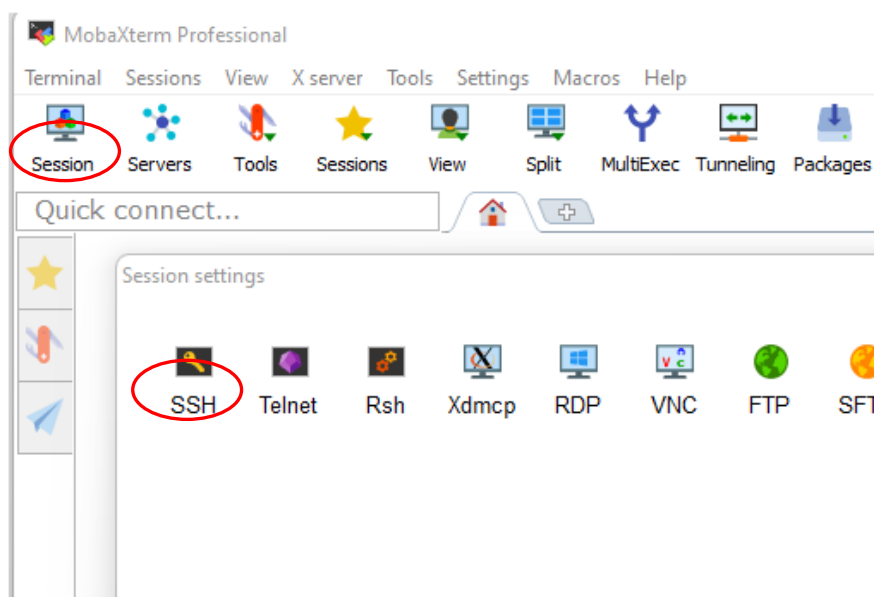 MobaXterm Professional
Terminal Sessions View X server Tools Settings Macros Help
Session Servers Tools Sessions View Split MultiExec Tunneling Packages
Quick connect...
Session settings
V n c
SSH Telnet Rsh Xdmcp RDP VNC FTP SFT